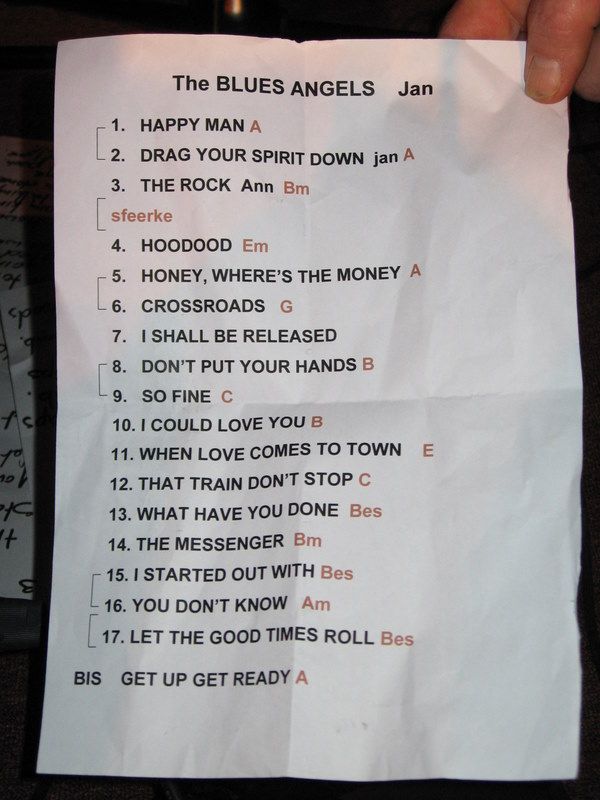 The BLUES ANGELS Jan
1. HAPPY MAN A
2. DRAG YOUR SPIRIT DOWN jan A
3. THE ROCK Ann Bm
sfeerke
4. HOODOOD Em
5. HONEY, WHERE'S THE MONEY A
6. CROSSROADS G
7. I SHALL BE RELEASED
8. DON'T PUT YOUR HANDS B
9. SO FINE C
10. I COULD LOVE YOU B
11. WHEN LOVE COMES TO TOWN E
12. THAT TRAIN DON'T STOP C
13. WHAT HAVE YOU DONE Bes
14. THE MESSENGER Bm
15. I STARTED OUT WITH Bes
16. YOU DON'T KNOW Am
17. LET THE GOOD TIMES ROLL Bes
BIS GET UP GET READY A